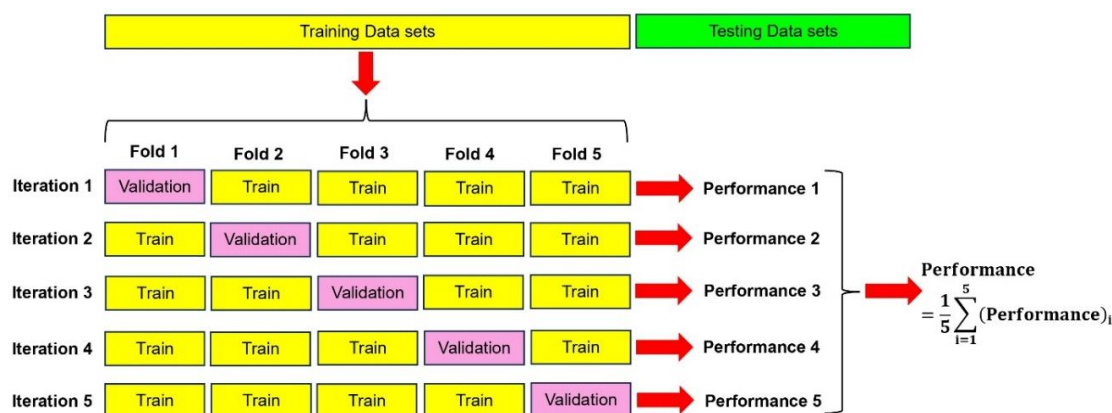 Training Data sets Testing Data sets
Fold 1 Fold 2 Fold 3 Fold 4 Fold 5
Iteration 1 Validation Train Train Train Train Performance 1
Iteration 2 Train Validation Train Train Train Performance 2
Iteration 3 Train Train Validation Train Train Performance 3
Iteration 4 Train Train Train Validation Train Performance 4
Iteration 5 Train Train Train Train Validation Performance 5
Performance
= 1/5 ∑_{i=1}^{5} (Performance)_i